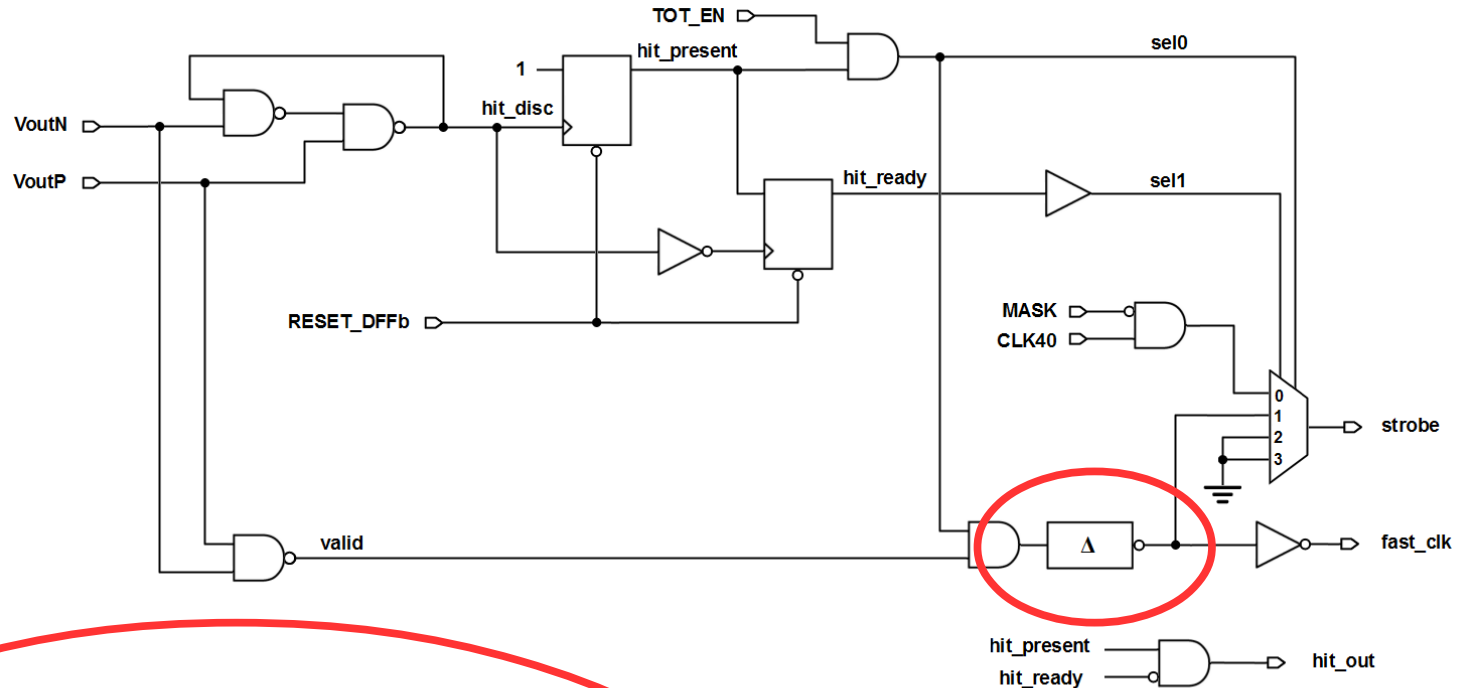 TOT_EN
hit_present
sel0
1
hit_disc
VoutN
VoutP
hit_ready
sel1
RESET_DFFb
MASK
CLK40
0
1
2
3
strobe
valid
Δ
fast_clk
hit_present
hit_ready
hit_out